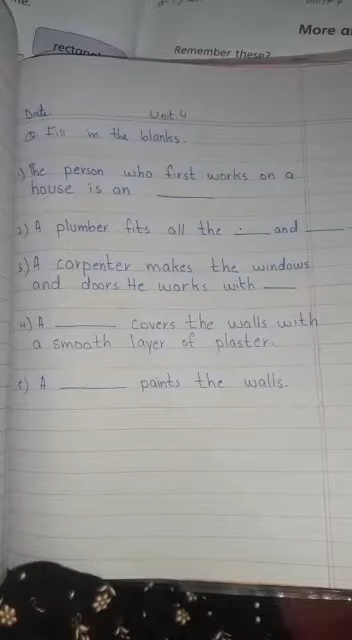 More a
rectan
Remember these?
Date Unit 4
Q Fill in the blanks.
1) The person who first works on a
house is an ______
2) A plumber fits all the ____ and ____
3) A carpenter makes the windows
and doors. He works with ____
4) A ______ covers the walls with
a smooth layer of plaster.
5) A ______ paints the walls.